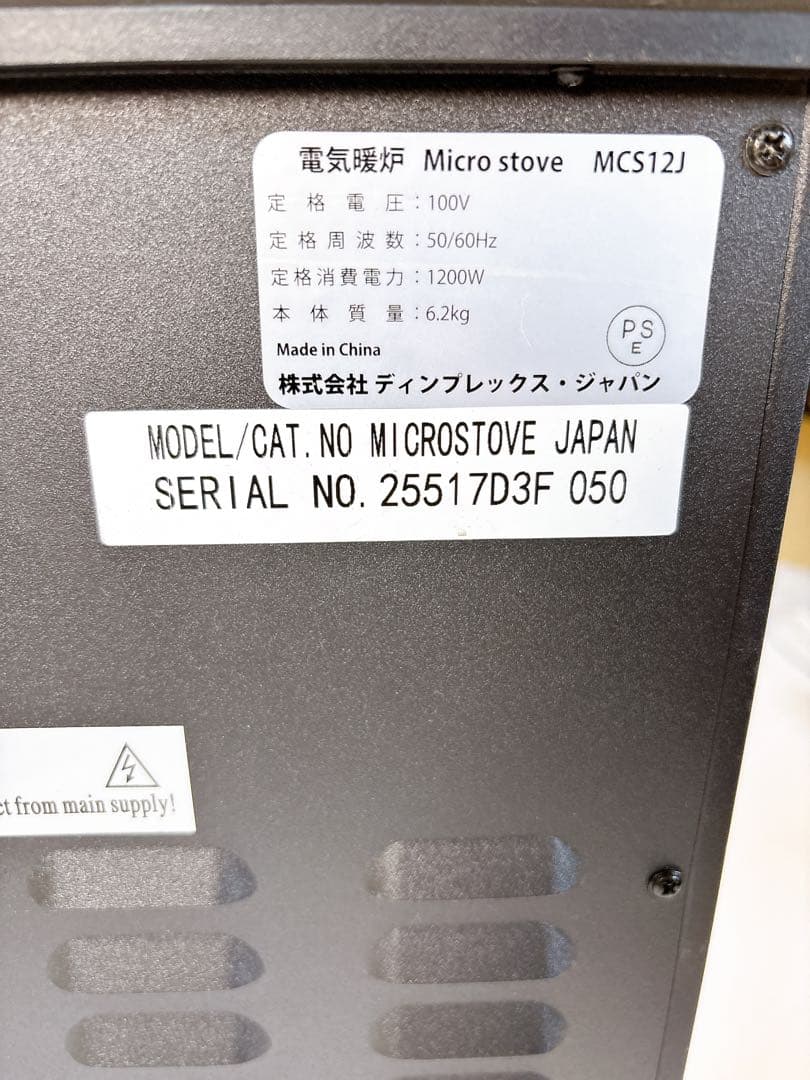 電気暖炉 Micro stove MCS12J
定格電圧：100V
定格周波数：50/60Hz
定格消費電力：1200W
本体質量：6.2kg
PS
E
Made in China
株式会社 ディンプレックス・ジャパン
MODEL/CAT. NO MICROSTOVE JAPAN
SERIAL NO. 25517D3F 050
from main supply!